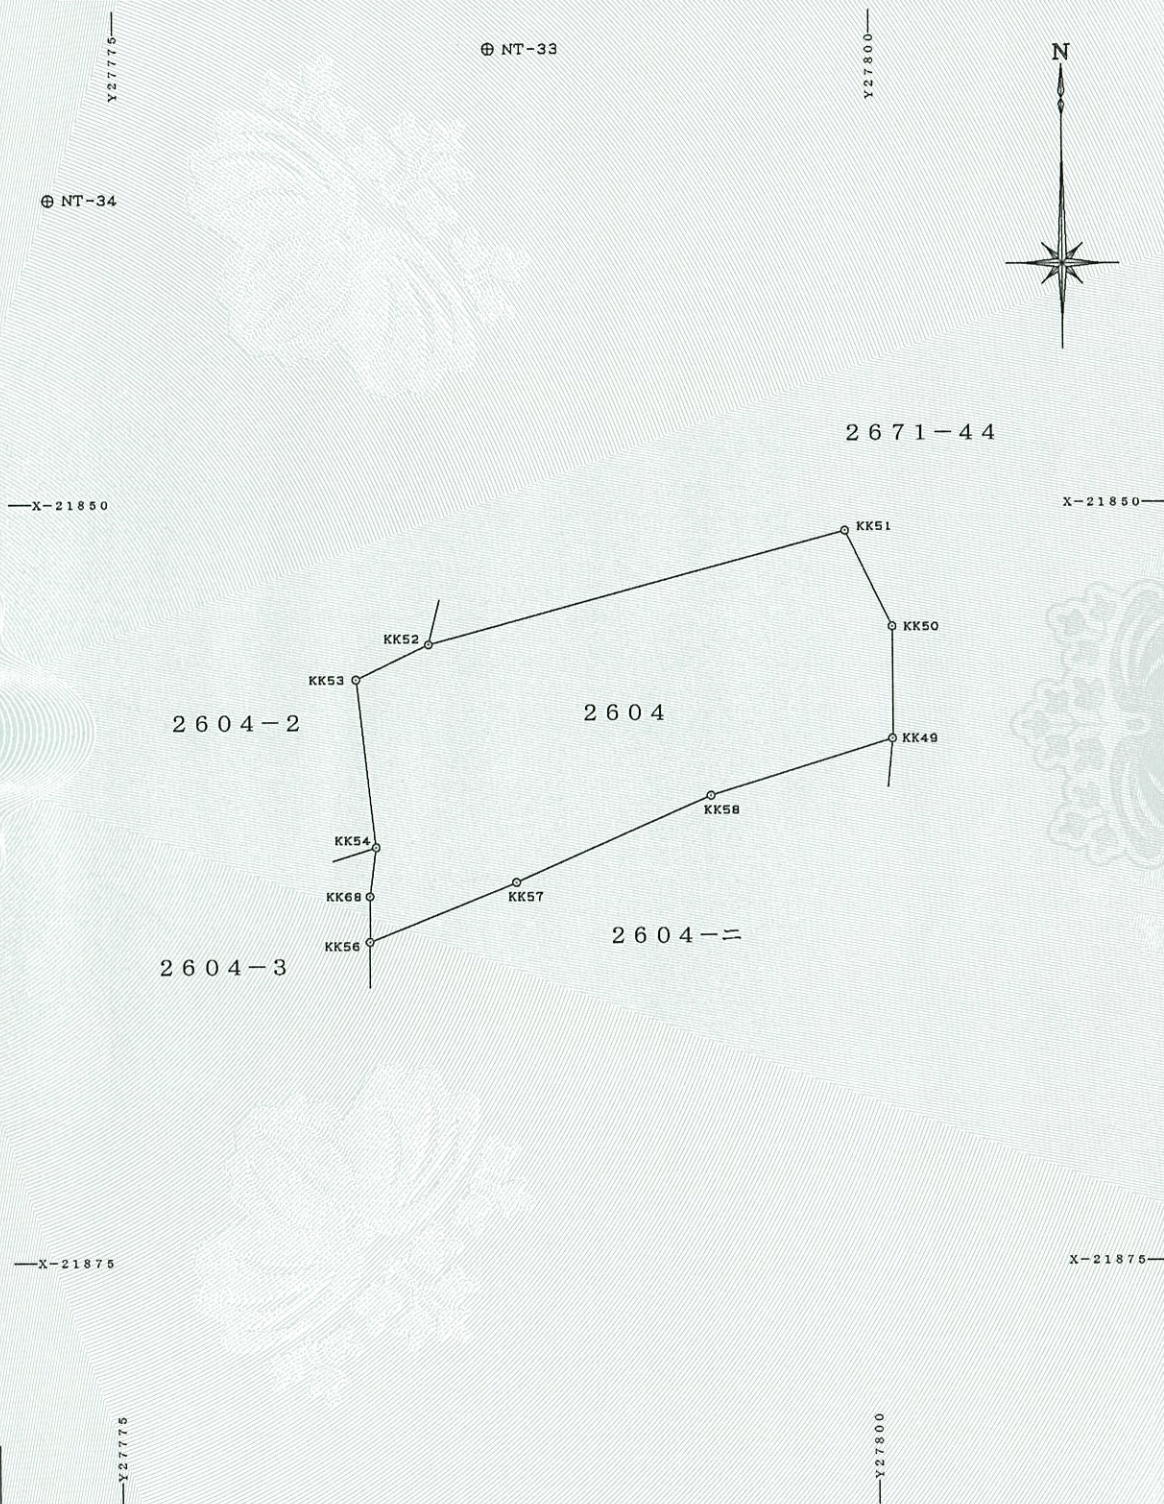 Y27775
NT-33
Y27800
N
NT-34
2671-44
X-21850
X-21850
KK51
KK50
KK52
KK53
2604-2
2604
KK49
KK58
KK54
KK68
KK57
KK56
2604-ニ
2604-3
X-21875
X-21875
Y27775
Y27800